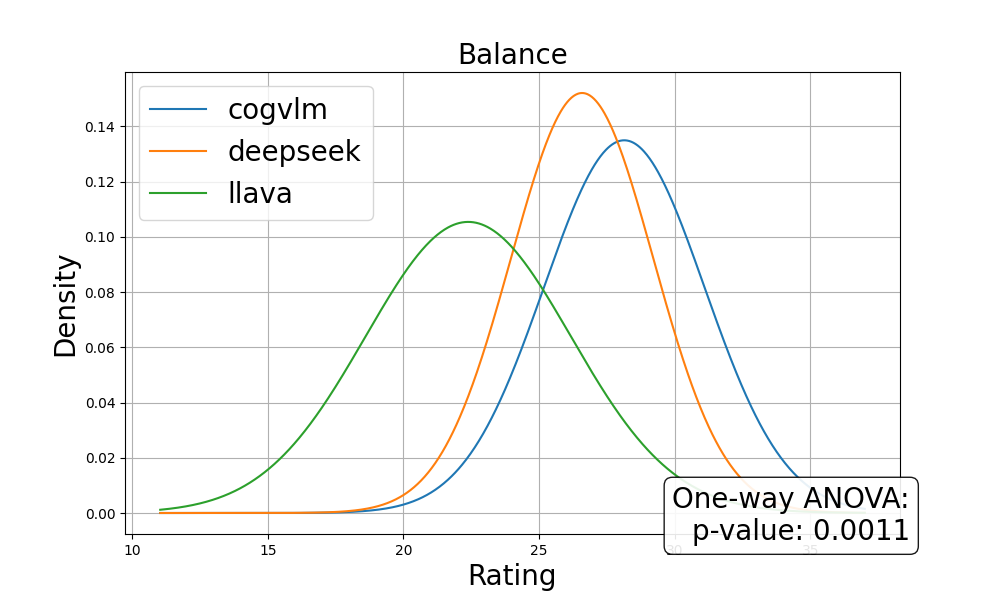 Balance
cogvlm
deepseek
llava
Density
0.14
0.12
0.10
0.08
0.06
0.04
0.02
0.00
One-way ANOVA:
p-value: 0.0011
10 15 20 25 30 35
Rating